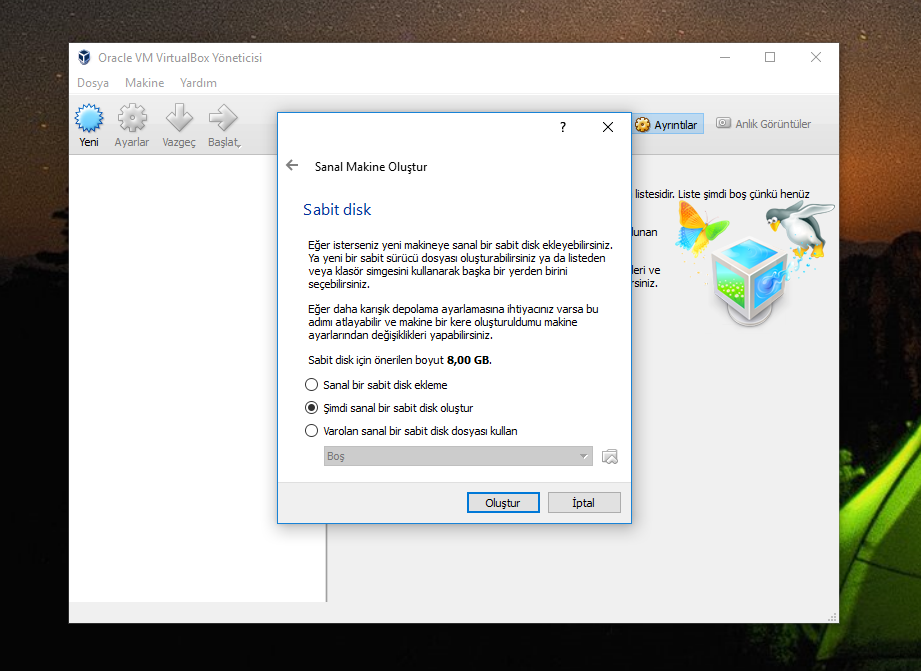 Oracle VM VirtualBox Yöneticisi
Dosya Makine Yardım
Yeni Ayarlar Vazgeç Başlat
Ayrıntılar Anlık Görüntüler
listesidir. Liste şimdi boş çünkü henüz
lunan
leri ve
rsiniz.
?
Sanal Makine Oluştur
Sabit disk
Eğer isterseniz yeni makineye sanal bir sabit disk ekleyebilirsiniz.
Ya yeni bir sabit sürücü dosyası oluşturabilirsiniz ya da listeden
veya klasör simgesini kullanarak başka bir yerden birini
seçebilirsiniz.
Eğer daha karışık depolama ayarlamasına ihtiyacınız varsa bu
adımı atlayabilir ve makine bir kere oluşturuldumu makine
ayarlarından değişiklikleri yapabilirsiniz.
Sabit disk için önerilen boyut 8,00 GB.
Sanal bir sabit disk ekleme
Şimdi sanal bir sabit disk oluştur
Varolan sanal bir sabit disk dosyası kullan
Boş
Oluştur İptal